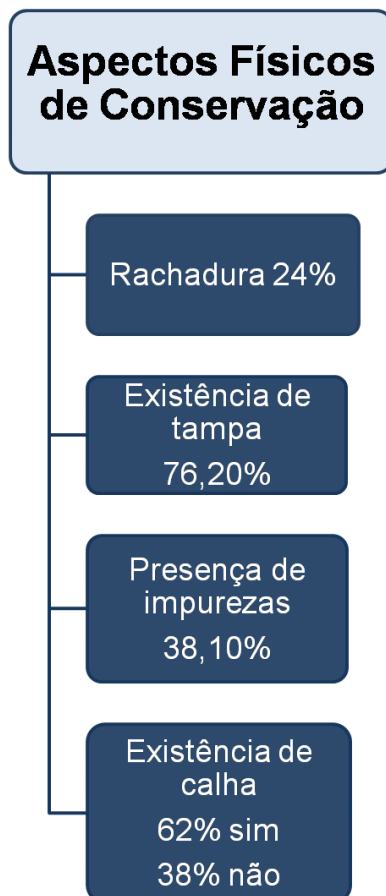 Aspectos Físicos
de Conservação
Rachadura 24%
Existência de
tampa
76,20%
Presença de
impurezas
38,10%
Existência de
calha
62% sim
38% não